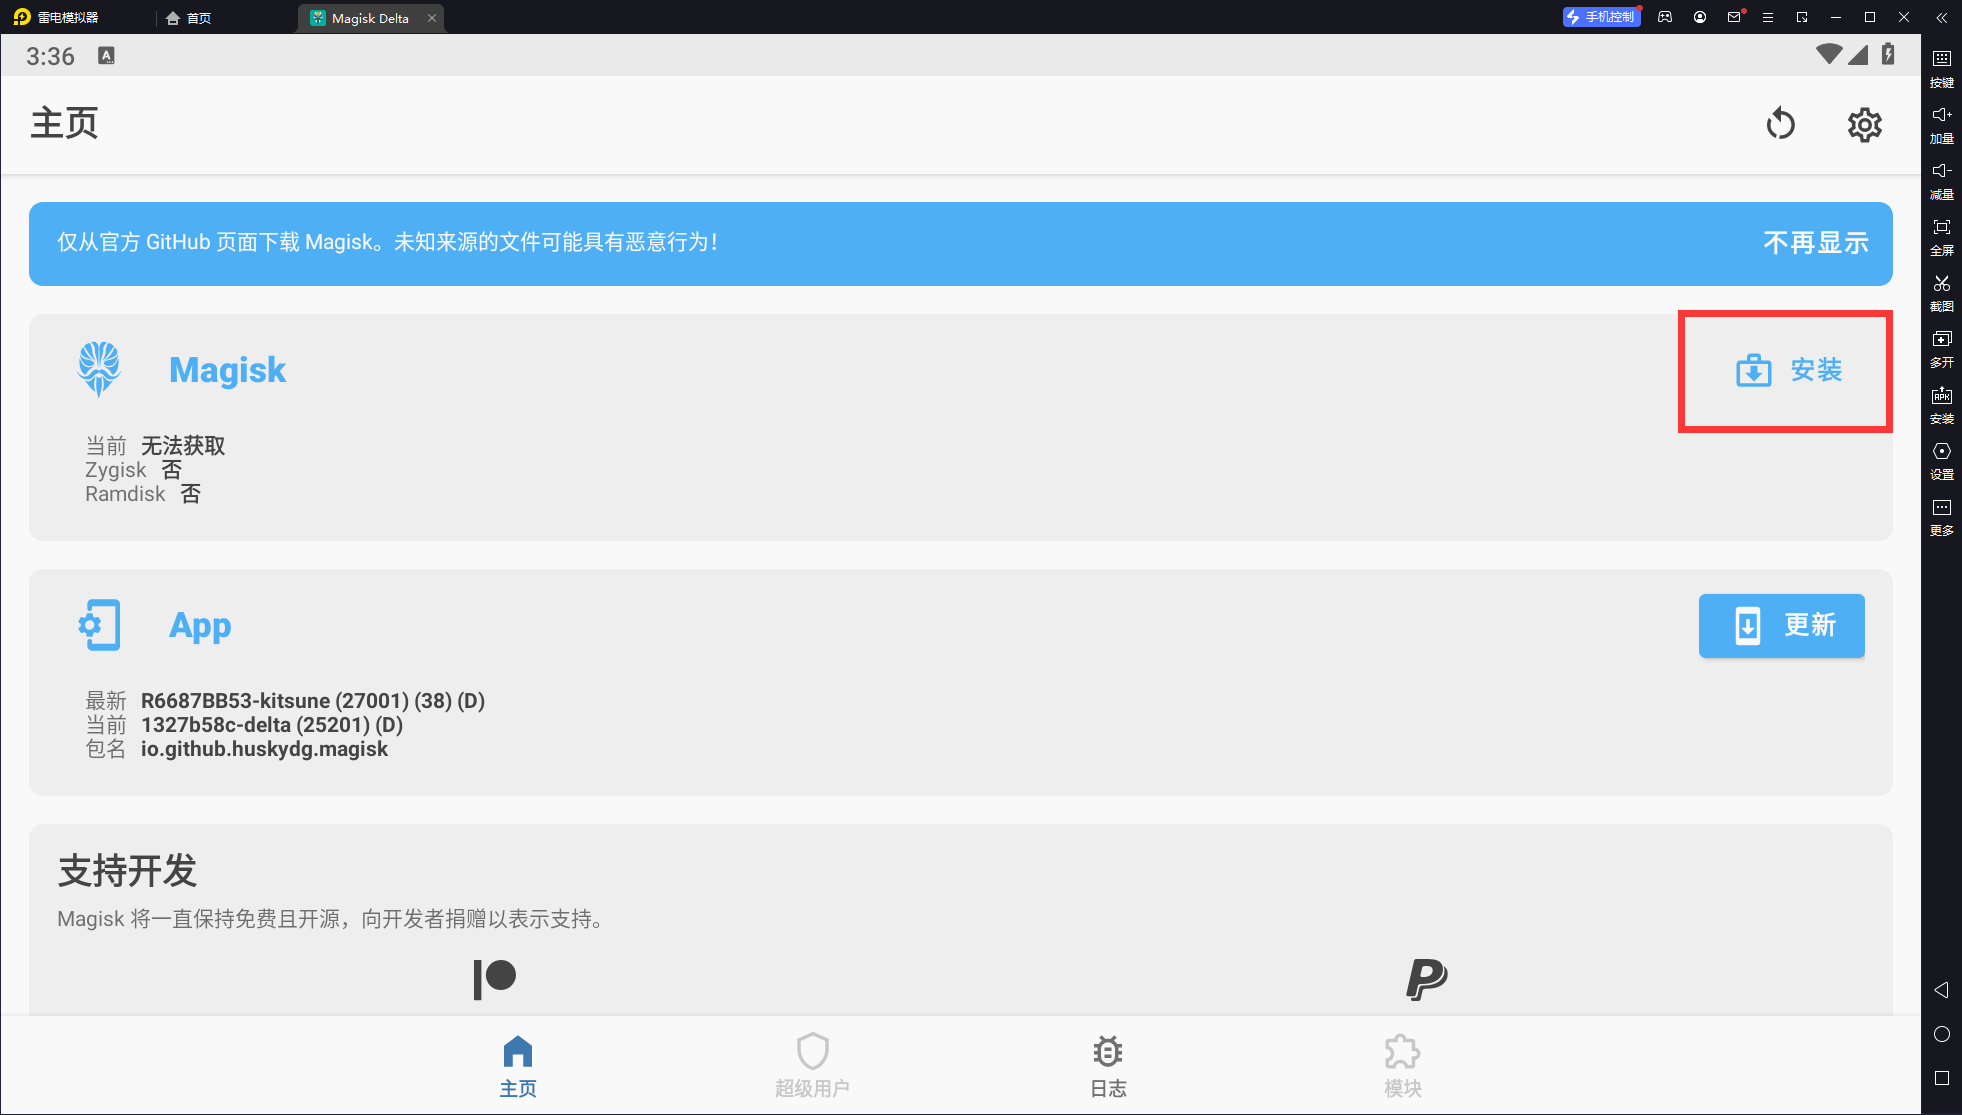 雷电模拟器
首页
Magisk Delta
手机控制
3:36
A
主页
仅从官方 GitHub 页面下载 Magisk。未知来源的文件可能具有恶意行为！
不再显示
Magisk
安装
当前 无法获取
Zygisk 否
Ramdisk 否
App
更新
最新 R6687BB53-kitsune (27001) (38) (D)
当前 1327b58c-delta (25201) (D)
包名 io.github.huskydg.magisk
支持开发
Magisk 将一直保持免费且开源，向开发者捐赠以表示支持。
主页
超级用户
日志
模块
按键
加量
减量
全屏
截图
多开
APK
安装
设置
更多